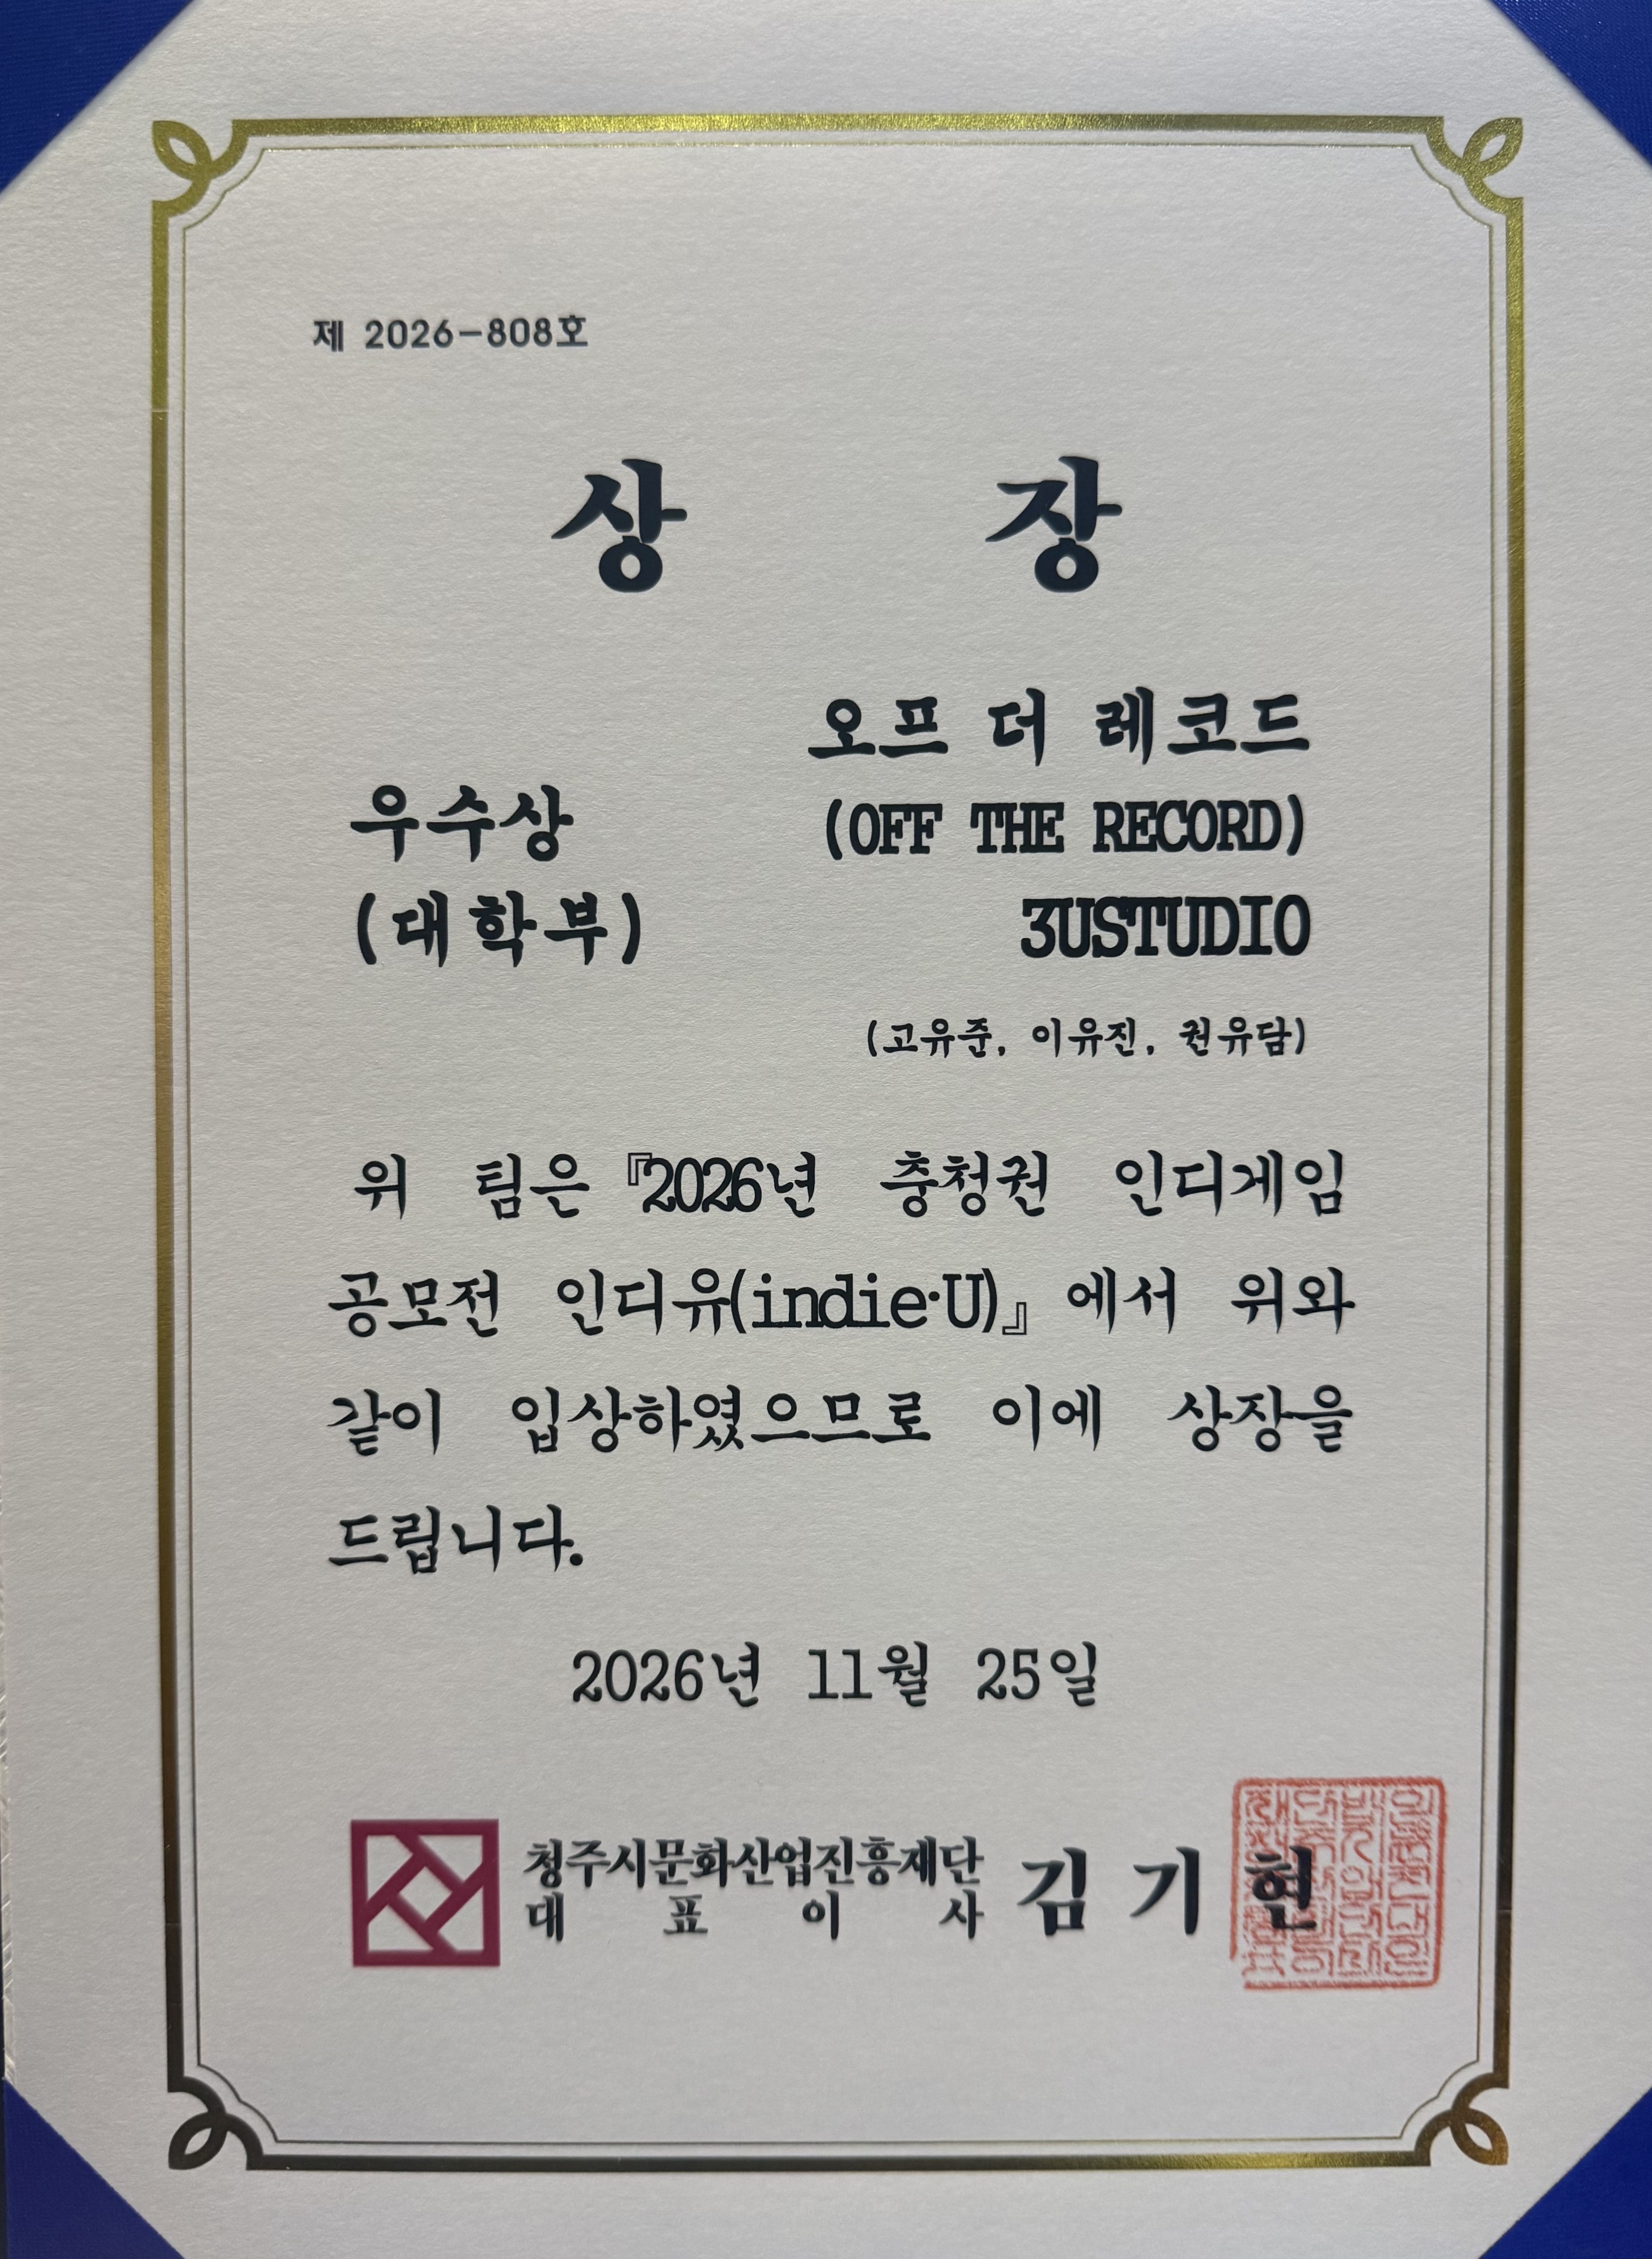 제 2026-808호
상 장
오프 더 레코드
우수상 (OFF THE RECORD)
(대학부) 3USTUDIO
(고유준, 이유진, 권유담)
위 팀은『2026년 충청권 인디게임
공모전 인디유(indie·U)』에서 위와
같이 입상하였으므로 이에 상장을
드립니다.
2026년 11월 25일
청주시문화산업진흥재단
대 표 이 사 김 기 현